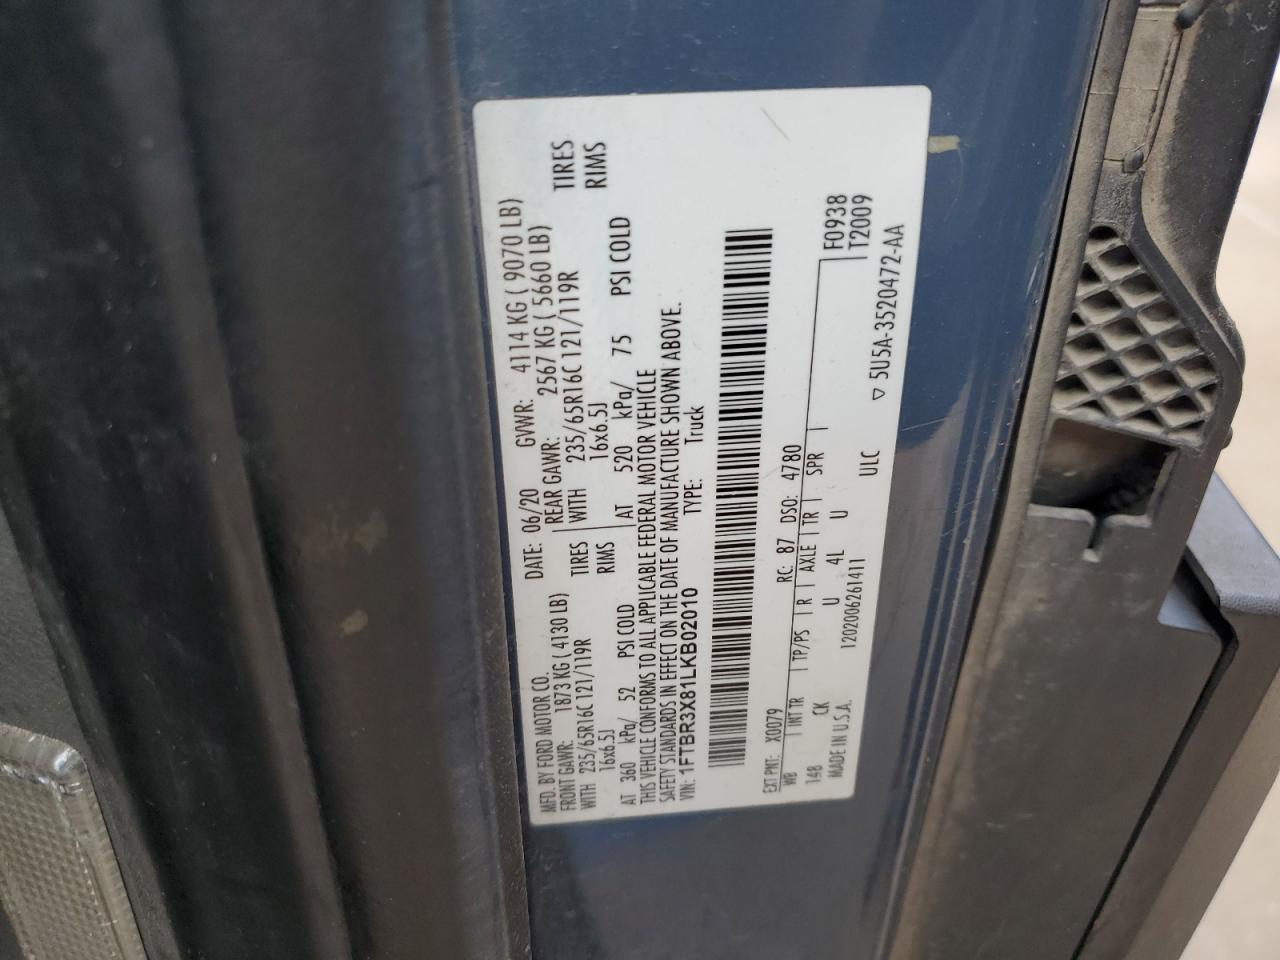 MFD. BY FORD MOTOR CO.
DATE: 06/20 GVWR: 4114 KG ( 9070 LB)
FRONT GAWR: 1873 KG ( 4130 LB) REAR GAWR: 2567 KG ( 5660 LB)
WITH 235/65R16C 121/119R TIRES WITH 235/65R16C 121/119R TIRES
16x6.5J RIMS 16x6.5J RIMS
AT 360 kPa/ 52 PSI COLD AT 520 kPa/ 75 PSI COLD
THIS VEHICLE CONFORMS TO ALL APPLICABLE FEDERAL MOTOR VEHICLE
SAFETY STANDARDS IN EFFECT ON THE DATE OF MANUFACTURE SHOWN ABOVE.
VIN: 1FTBR3X81LKB02010 TYPE: Truck
EXT PNT: X0079 RC: 87 DSO: 4780
WB INT TR TP/PS R AXLE TR SPR F0938
148 CK U 4L U T2009
MADE IN U.S.A. 1202006261411 ULC
▽ 5U5A-3520472-AA